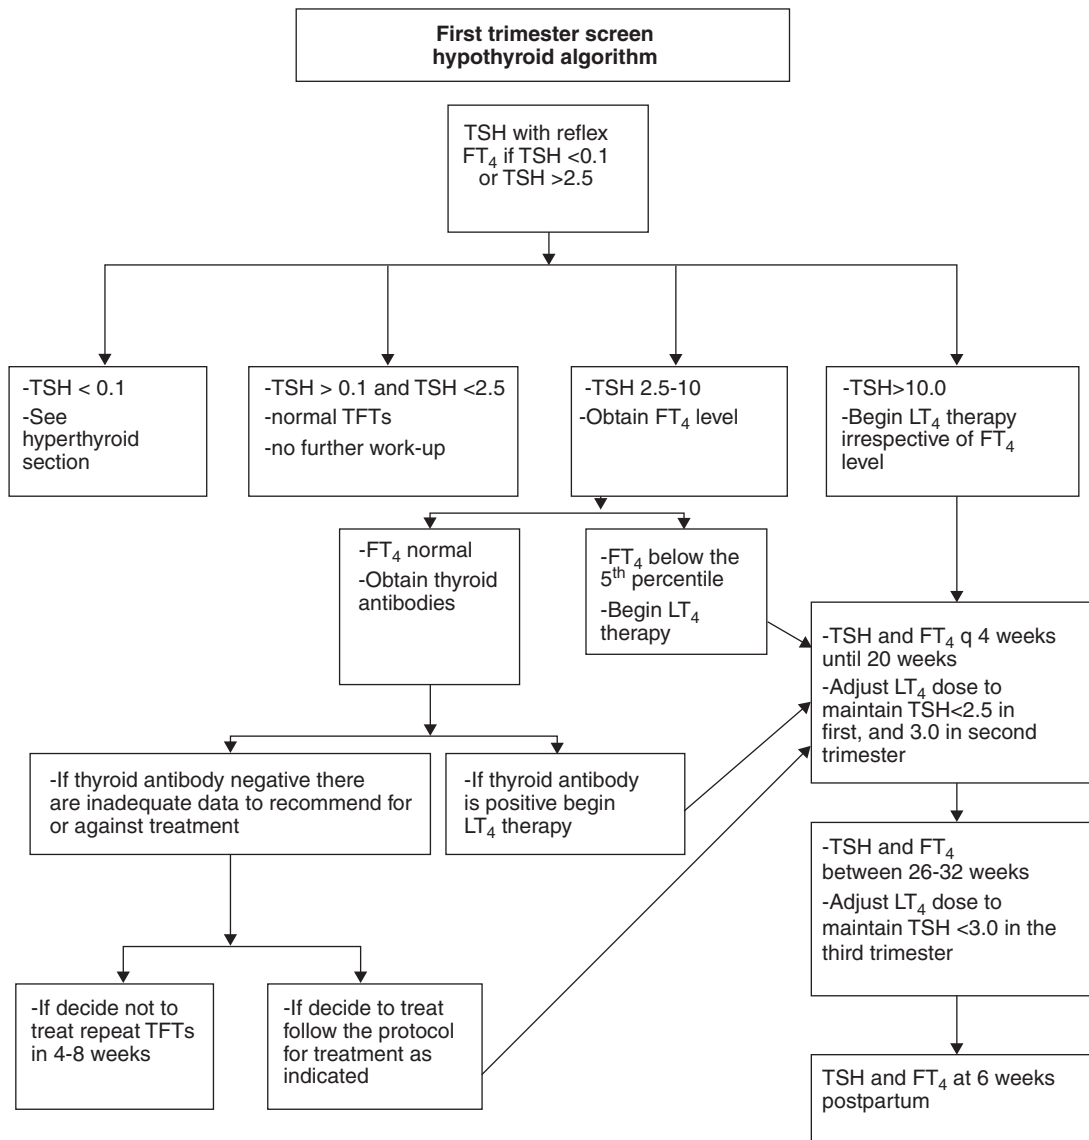 First trimester screen
hypothyroid algorithm
TSH with reflex
FT4 if TSH <0.1
or TSH >2.5
-TSH < 0.1
-See
hyperthyroid
section
-TSH > 0.1 and TSH <2.5
-normal TFTs
-no further work-up
-TSH 2.5-10
-Obtain FT4 level
-TSH>10.0
-Begin LT4 therapy
irrespective of FT4
level
-FT4 normal
-Obtain thyroid
antibodies
-FT4 below the
5th percentile
-Begin LT4
therapy
-TSH and FT4 q 4 weeks
until 20 weeks
-Adjust LT4 dose to
maintain TSH<2.5 in
first, and 3.0 in second
trimester
-If thyroid antibody negative there
are inadequate data to recommend for
or against treatment
-If thyroid antibody
is positive begin
LT4 therapy
-TSH and FT4
between 26-32 weeks
-Adjust LT4 dose to
maintain TSH <3.0 in the
third trimester
-If decide not to
treat repeat TFTs
in 4-8 weeks
-If decide to treat
follow the protocol
for treatment as
indicated
TSH and FT4 at 6 weeks
postpartum